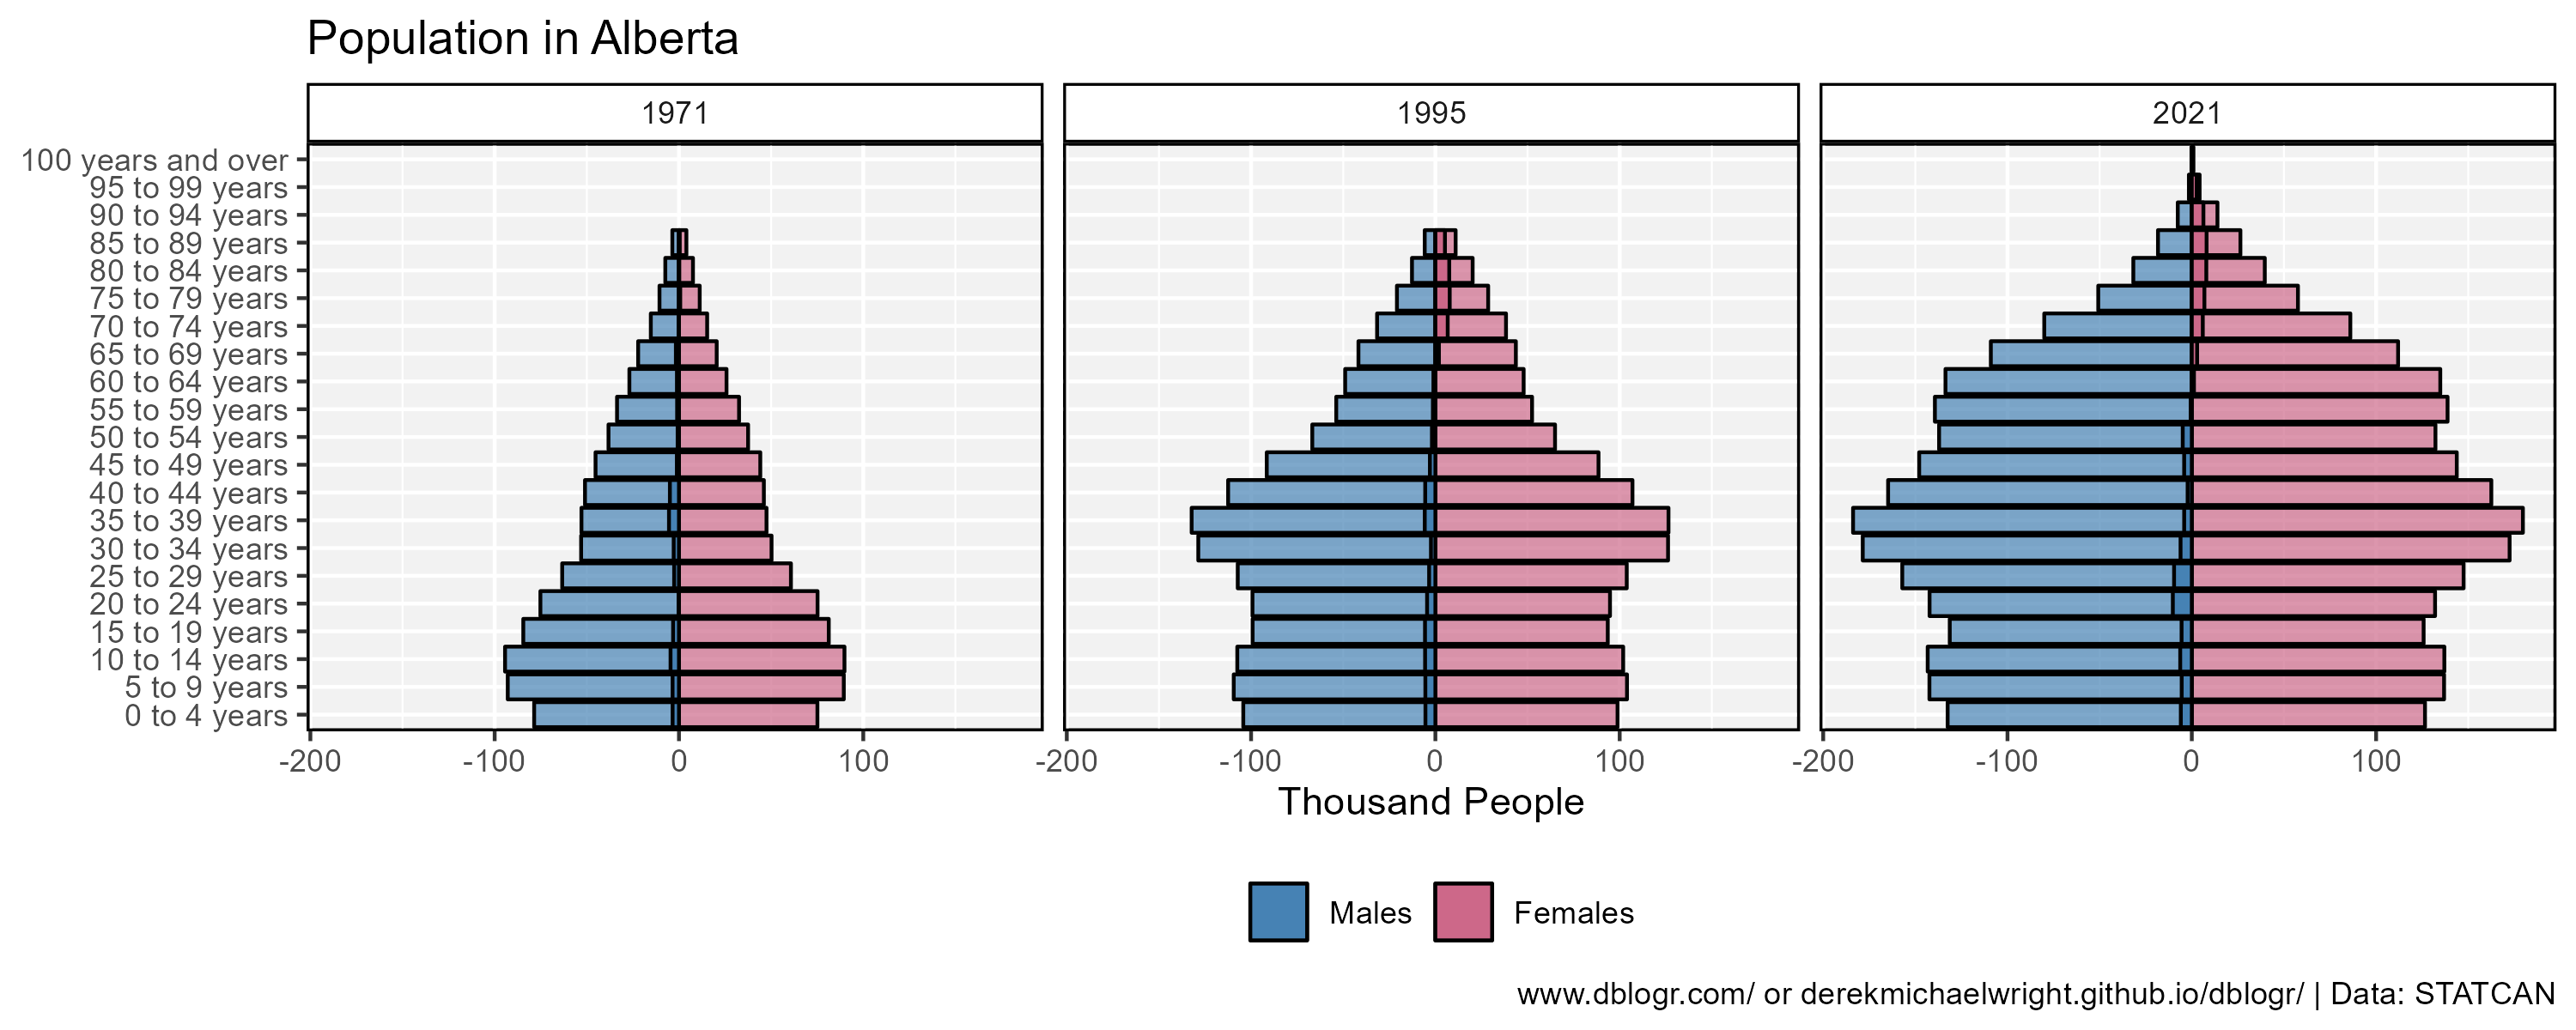 Population in Alberta
1971 1995 2021
100 years and over
95 to 99 years
90 to 94 years
85 to 89 years
80 to 84 years
75 to 79 years
70 to 74 years
65 to 69 years
60 to 64 years
55 to 59 years
50 to 54 years
45 to 49 years
40 to 44 years
35 to 39 years
30 to 34 years
25 to 29 years
20 to 24 years
15 to 19 years
10 to 14 years
5 to 9 years
0 to 4 years
-200 -100 0 100 -200 -100 0 100 -200 -100 0 100
Thousand People
Males Females
www.dblogr.com/ or derekmichaelwright.github.io/dblogr/ | Data: STATCAN